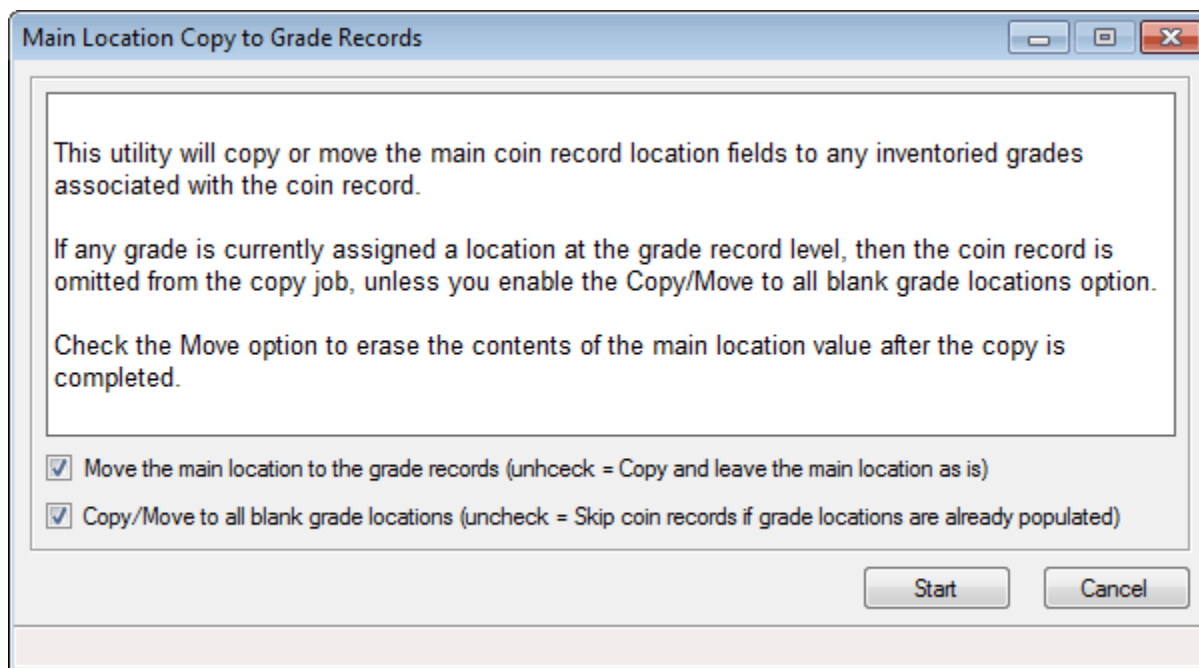 Main Location Copy to Grade Records
This utility will copy or move the main coin record location fields to any inventoried grades
associated with the coin record.
If any grade is currently assigned a location at the grade record level, then the coin record is
omitted from the copy job, unless you enable the Copy/Move to all blank grade locations option.
Check the Move option to erase the contents of the main location value after the copy is
completed.
Move the main location to the grade records (unhceck = Copy and leave the main location as is)
Copy/Move to all blank grade locations (uncheck = Skip coin records if grade locations are already populated)
Start
Cancel